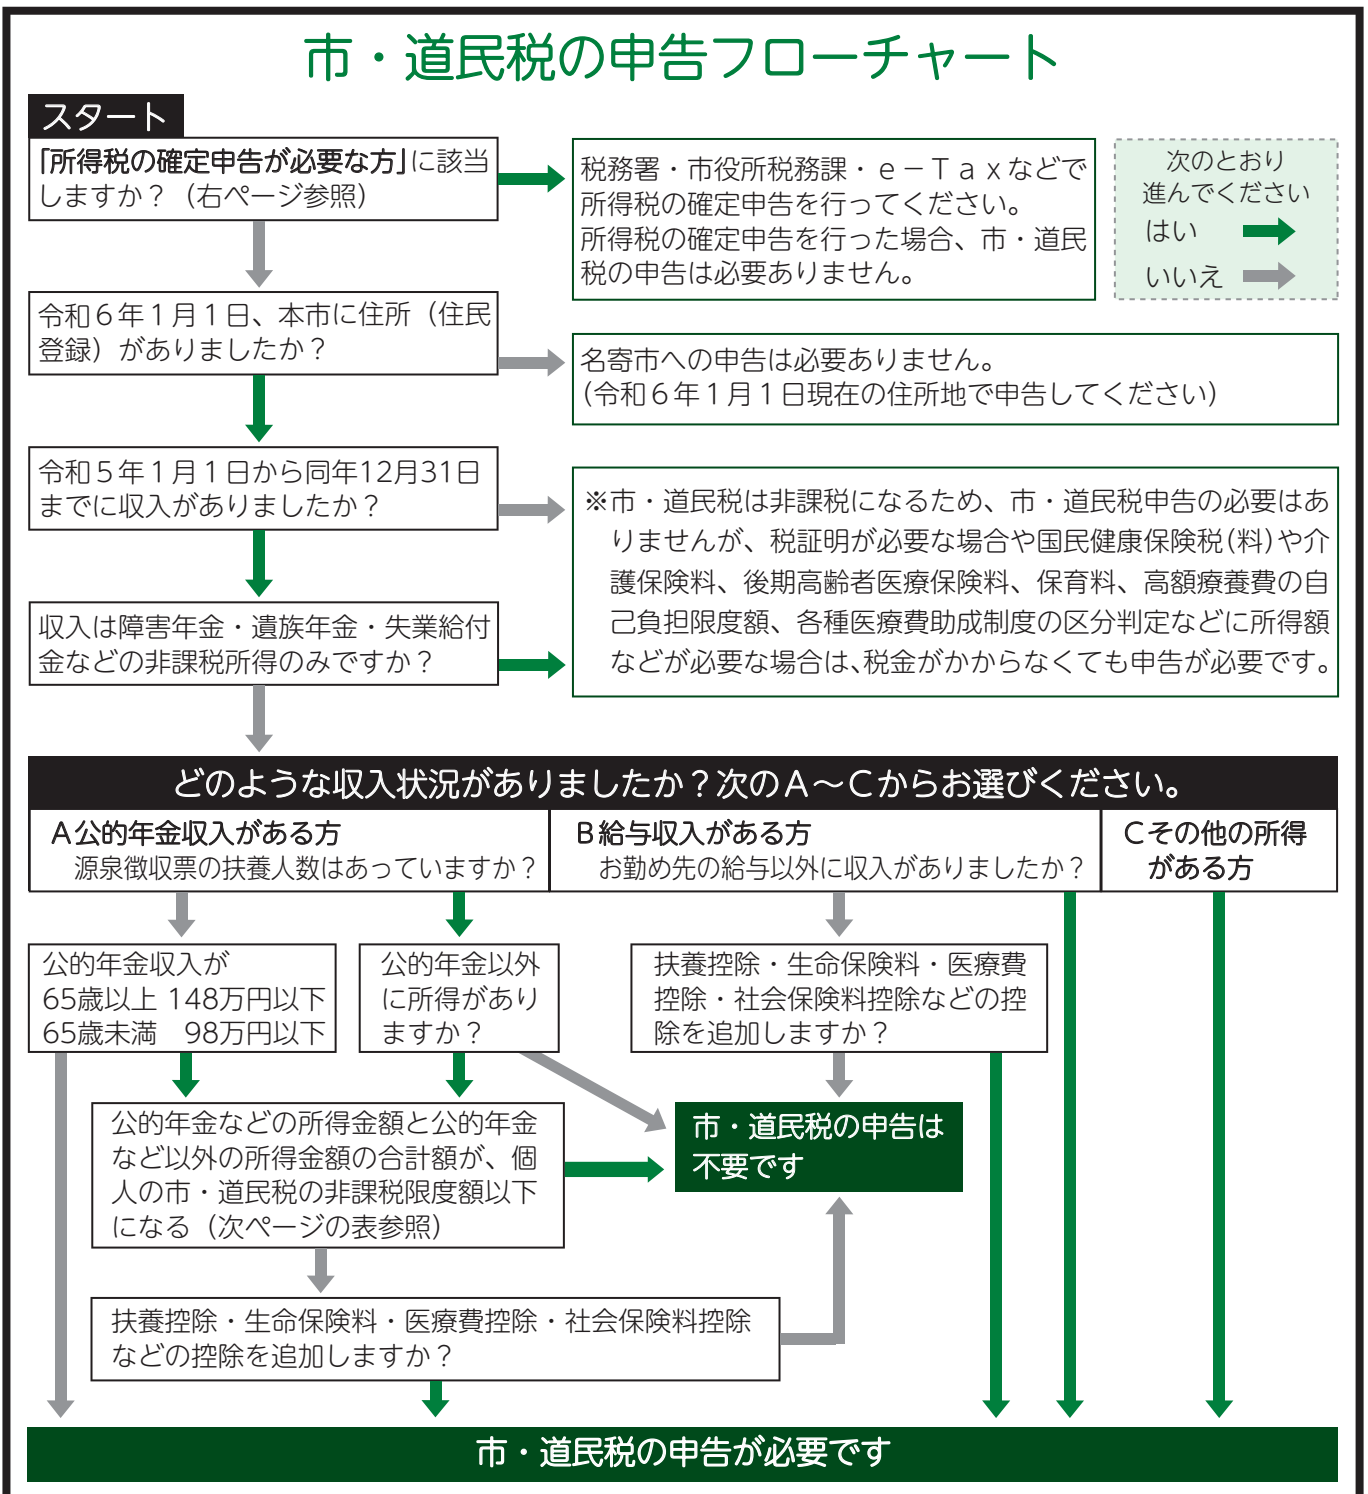 市・道民税の申告フローチャート
スタート
「所得税の確定申告が必要な方」に該当
しますか？（右ページ参照）
税務署・市役所税務課・ｅ－Ｔａｘなどで
所得税の確定申告を行ってください。
所得税の確定申告を行った場合、市・道民
税の申告は必要ありません。
次のとおり
進んでください
はい
いいえ
令和６年１月１日、本市に住所（住民
登録）がありましたか？
名寄市への申告は必要ありません。
（令和６年１月１日現在の住所地で申告してください）
令和５年１月１日から同年12月31日
までに収入がありましたか？
※市・道民税は非課税になるため、市・道民税申告の必要はあ
りませんが、税証明が必要な場合や国民健康保険税(料)や介
護保険料、後期高齢者医療保険料、保育料、高額療養費の自
己負担限度額、各種医療費助成制度の区分判定などに所得額
などが必要な場合は､税金がかからなくても申告が必要です。
収入は障害年金・遺族年金・失業給付
金などの非課税所得のみですか？
どのような収入状況がありましたか？次のＡ～Ｃからお選びください。
Ａ公的年金収入がある方
源泉徴収票の扶養人数はあっていますか？
Ｂ給与収入がある方
お勤め先の給与以外に収入がありましたか？
Ｃその他の所得
がある方
公的年金収入が
65歳以上 148万円以下
65歳未満　98万円以下
公的年金以外
に所得があり
ますか？
扶養控除・生命保険料・医療費
控除・社会保険料控除などの控
除を追加しますか？
公的年金などの所得金額と公的年金
など以外の所得金額の合計額が、個
人の市・道民税の非課税限度額以下
になる（次ページの表参照）
市・道民税の申告は
不要です
扶養控除・生命保険料・医療費控除・社会保険料控除
などの控除を追加しますか？
市・道民税の申告が必要です